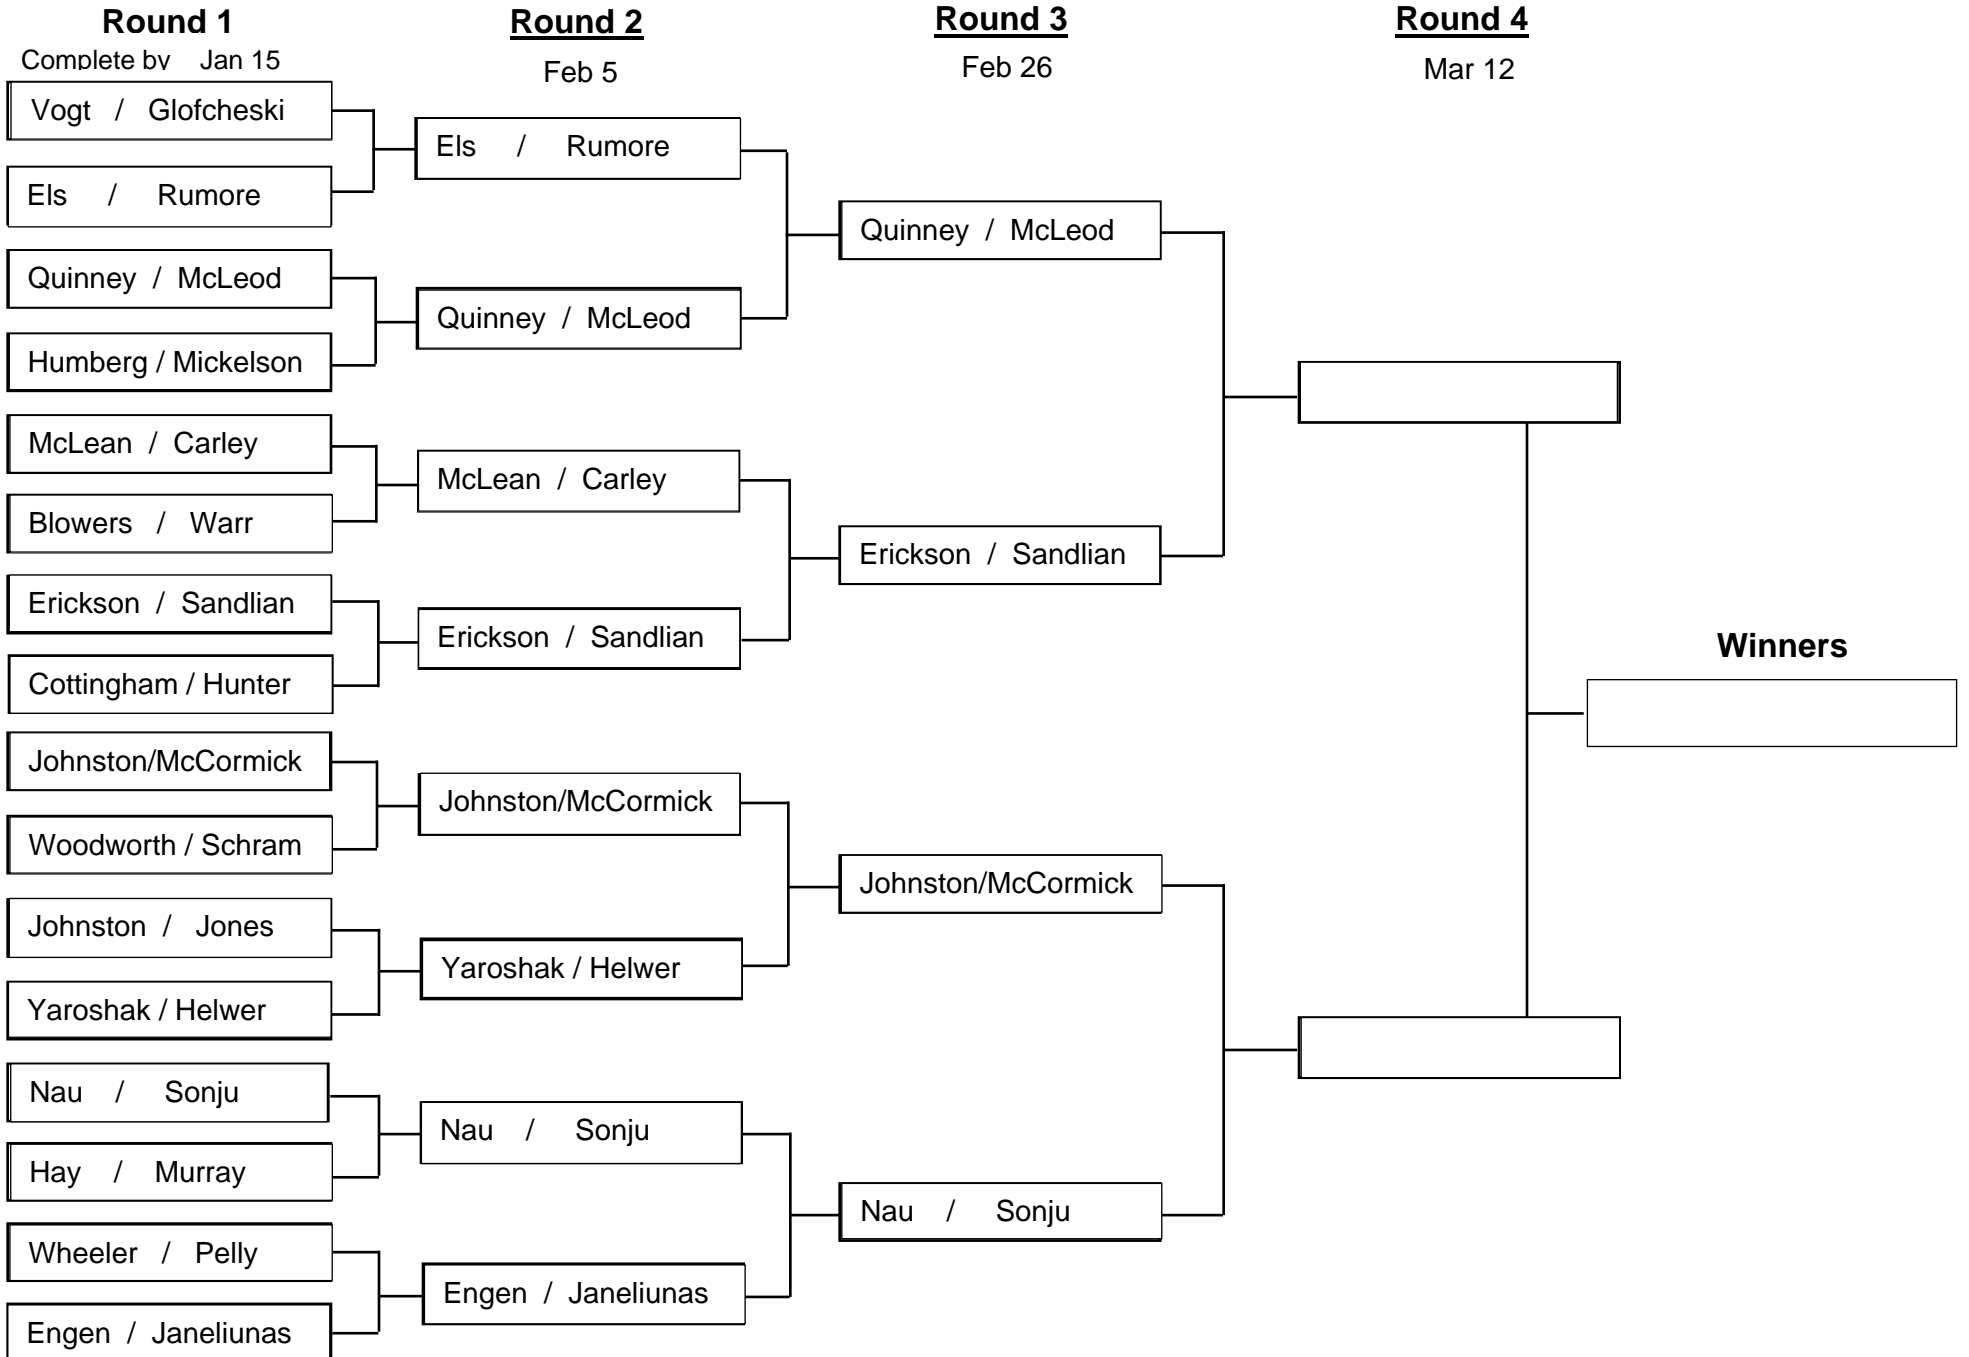 Round 1
Complete by Jan 15
Vogt / Glofcheski
Els / Rumore
Quinney / McLeod
Humberg / Mickelson
McLean / Carley
Blowers / Warr
Erickson / Sandlian
Cottingham / Hunter
Johnston/McCormick
Woodworth / Schram
Johnston / Jones
Yaroshak / Helwer
Nau / Sonju
Hay / Murray
Wheeler / Pelly
Engen / Janeliunas
Round 2
Feb 5
Els / Rumore
Quinney / McLeod
McLean / Carley
Erickson / Sandlian
Johnston/McCormick
Yaroshak / Helwer
Nau / Sonju
Engen / Janeliunas
Round 3
Feb 26
Quinney / McLeod
Erickson / Sandlian
Johnston/McCormick
Nau / Sonju
Round 4
Mar 12
Winners